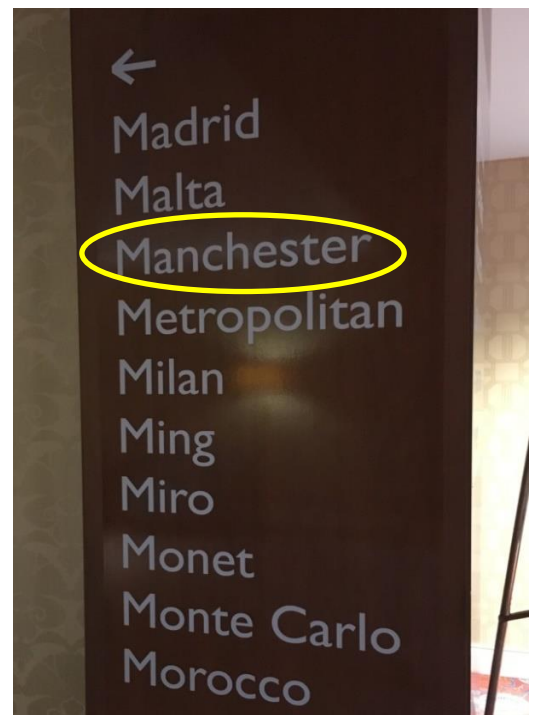 ←
Madrid
Malta
Manchester
Metropolitan
Milan
Ming
Miro
Monet
Monte Carlo
Morocco